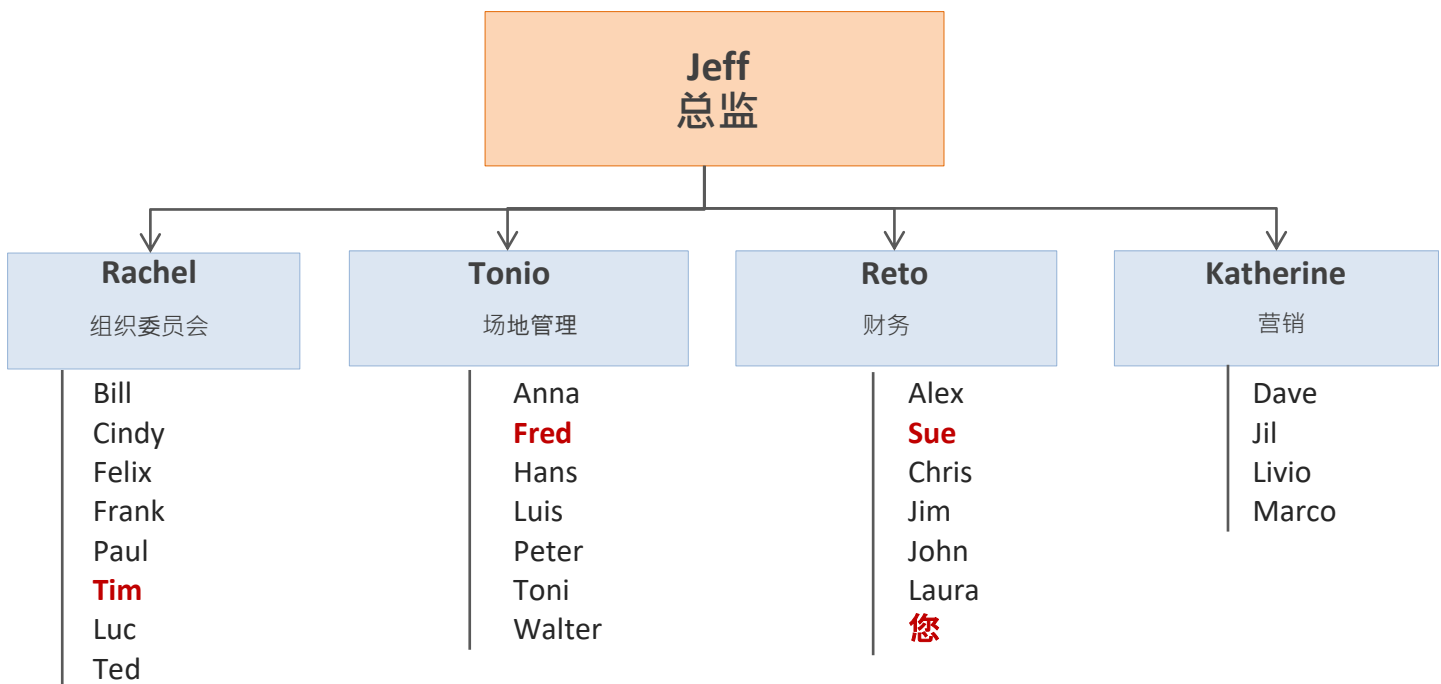 Jeff
总监
Rachel
组织委员会
Bill
Cindy
Felix
Frank
Paul
Tim
Luc
Ted
Tonio
场地管理
Anna
Fred
Hans
Luis
Peter
Toni
Walter
Reto
财务
Alex
Sue
Chris
Jim
John
Laura
您
Katherine
营销
Dave
Jil
Livio
Marco